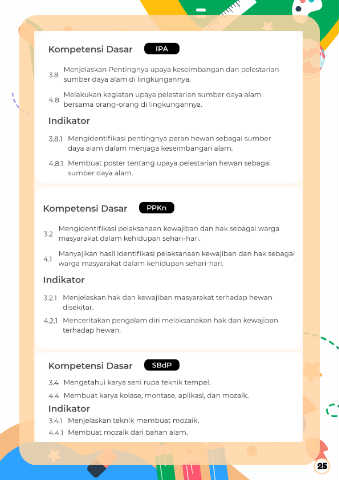 Kompetensi Dasar IPA
3.8 Menjelaskan Pentingnya upaya keseimbangan dan pelestarian
sumber daya alam di lingkungannya.
4.8 Melakukan kegiatan upaya pelestarian sumber daya alam
bersama orang-orang di lingkungannya.
Indikator
3.8.1 Mengidentifikasi pentingnya peran hewan sebagai sumber
daya alam dalam menjaga keseimbangan alam.
4.8.1 Membuat poster tentang upaya pelestarian hewan sebagai
sumber daya alam.
Kompetensi Dasar PPKn
3.2 Mengidentifikasi pelaksanaan kewajiban dan hak sebagai warga
masyarakat dalam kehidupan sehari-hari.
4.1 Menyajikan hasil identifikasi pelaksanaan kewajiban dan hak sebagai
warga masyarakat dalam kehidupan sehari-hari.
Indikator
3.2.1 Menjelaskan hak dan kewajiban masyarakat terhadap hewan
disekitar.
4.2.1 Menceritakan pengalam diri melaksanakan hak dan kewajiban
terhadap hewan.
Kompetensi Dasar SBdP
3.4 Mengetahui karya seni rupa teknik tempel.
4.4 Membuat karya kolase, montase, aplikasi, dan mozaik.
Indikator
3.4.1 Menjelaskan teknik membuat mozaik.
4.4.1 Membuat mozaik dari bahan alam.
25